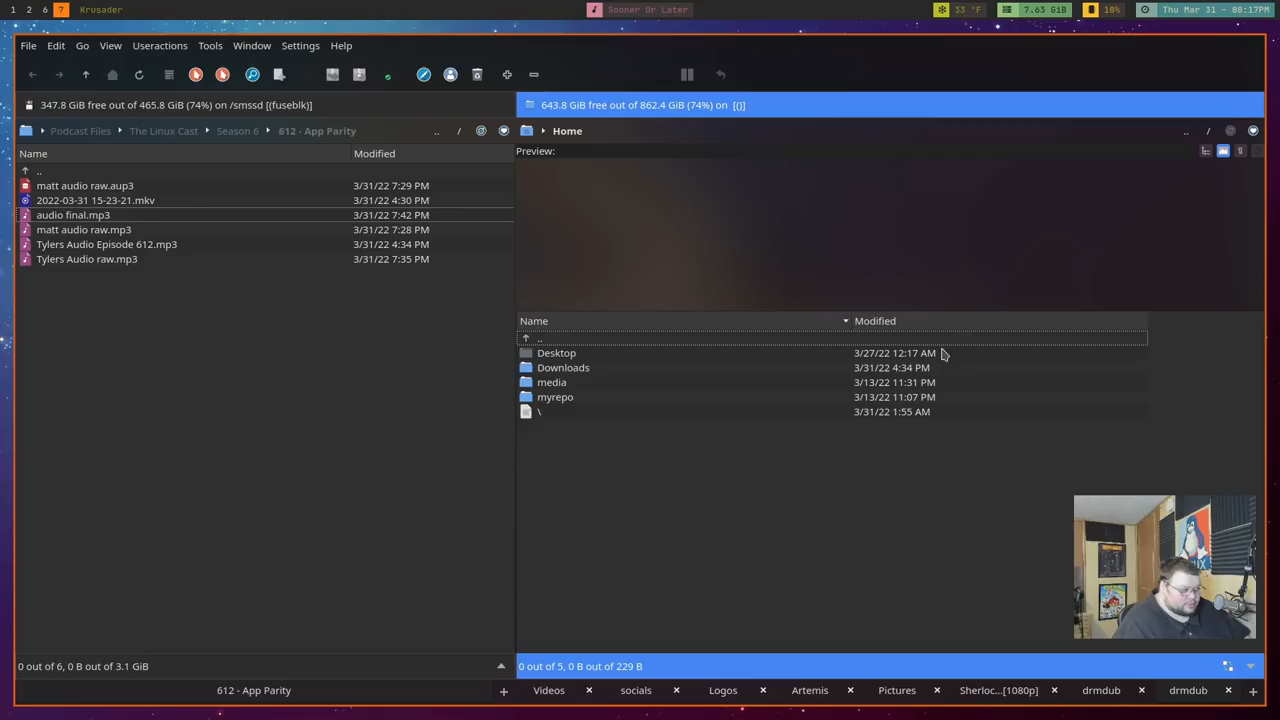 1 2 6 7 Krusader
Sooner Or Later
33 °F 7.63 GiB 10% Thu Mar 31 - 08:17PM
File Edit Go View Useractions Tools Window Settings Help
347.8 GiB free out of 465.8 GiB (74%) on /smssd [(fuseblk)]
643.8 GiB free out of 862.4 GiB (74%) on [()]
Podcast Files The Linux Cast Season 6 612 - App Parity .. /
Home .. /
Name Modified
..
matt audio raw.aup3 3/31/22 7:29 PM
2022-03-31 15-23-21.mkv 3/31/22 4:30 PM
audio final.mp3 3/31/22 7:42 PM
matt audio raw.mp3 3/31/22 7:28 PM
Tylers Audio Episode 612.mp3 3/31/22 4:34 PM
Tylers Audio raw.mp3 3/31/22 7:35 PM
Preview:
Name Modified
..
Desktop 3/27/22 12:17 AM
Downloads 3/31/22 4:34 PM
media 3/13/22 11:31 PM
myrepo 3/13/22 11:07 PM
\ 3/31/22 1:55 AM
0 out of 6, 0 B out of 3.1 GiB
0 out of 5, 0 B out of 229 B
612 - App Parity
Videos socials Logos Artemis Pictures Sherloc...[1080p] drmdub drmdub